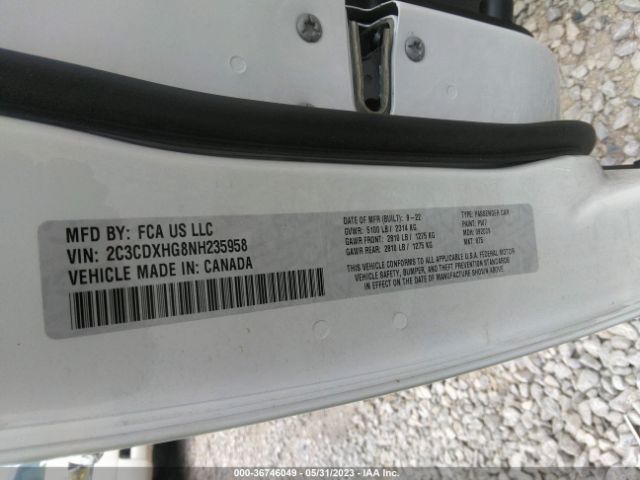 MFD BY: FCA US LLC
VIN: 2C3CDXHG8NH235958
VEHICLE MADE IN: CANADA
DATE OF MFR (BUILT): 9-22
GVWR: 5100 LB/ 2314 KG
GAWR FRONT: 2810 LB / 1275 KG
GAWR REAR: 2810 LB / 1275 KG
TYPE: PASSENGER CAR
PAINT: PW7
MDH:
THIS VEHICLE CONFORMS TO ALL APPLICABLE U.S.A. FEDERAL MOTOR
VEHICLE SAFETY, BUMPER, AND THEFT PREVENTION STANDARDS
IN EFFECT ON THE DATE OF MANUFACTURE SHOWN ABOVE.
000-36746049 - 05/31/2023 - IAA Inc.